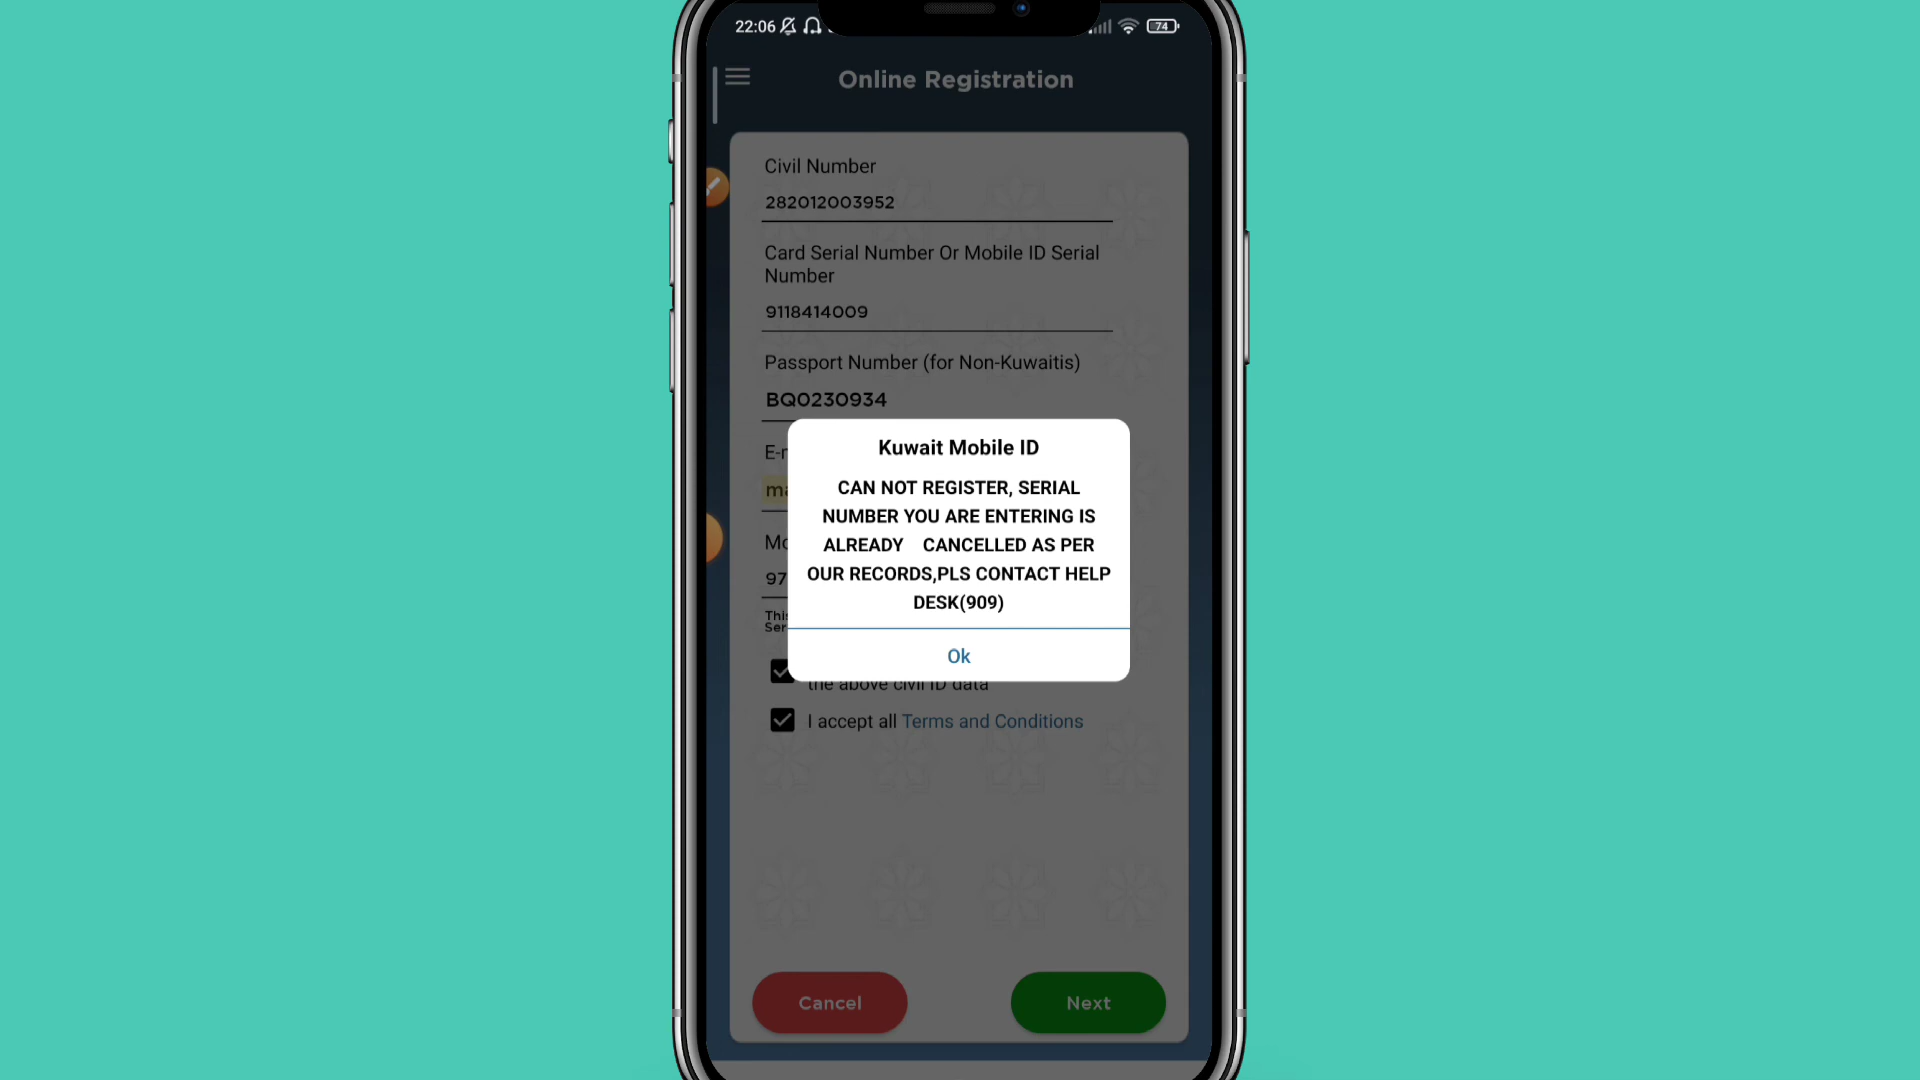 22:06
74
Online Registration
Civil Number
282012003952
Card Serial Number Or Mobile ID Serial
Number
9118414009
Passport Number (for Non-Kuwaitis)
BQ0230934
Kuwait Mobile ID
CAN NOT REGISTER, SERIAL
NUMBER YOU ARE ENTERING IS
ALREADY CANCELLED AS PER
OUR RECORDS,PLS CONTACT HELP
DESK(909)
Ok
97
the above civil ID data
I accept all Terms and Conditions
Cancel
Next